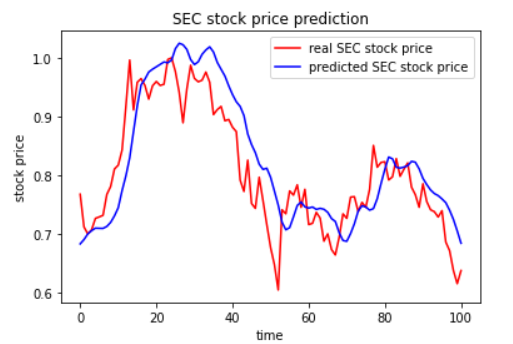 SEC stock price prediction
real SEC stock price
predicted SEC stock price
stock price
1.0
0.9
0.8
0.7
0.6
0
20
40
60
80
100
time